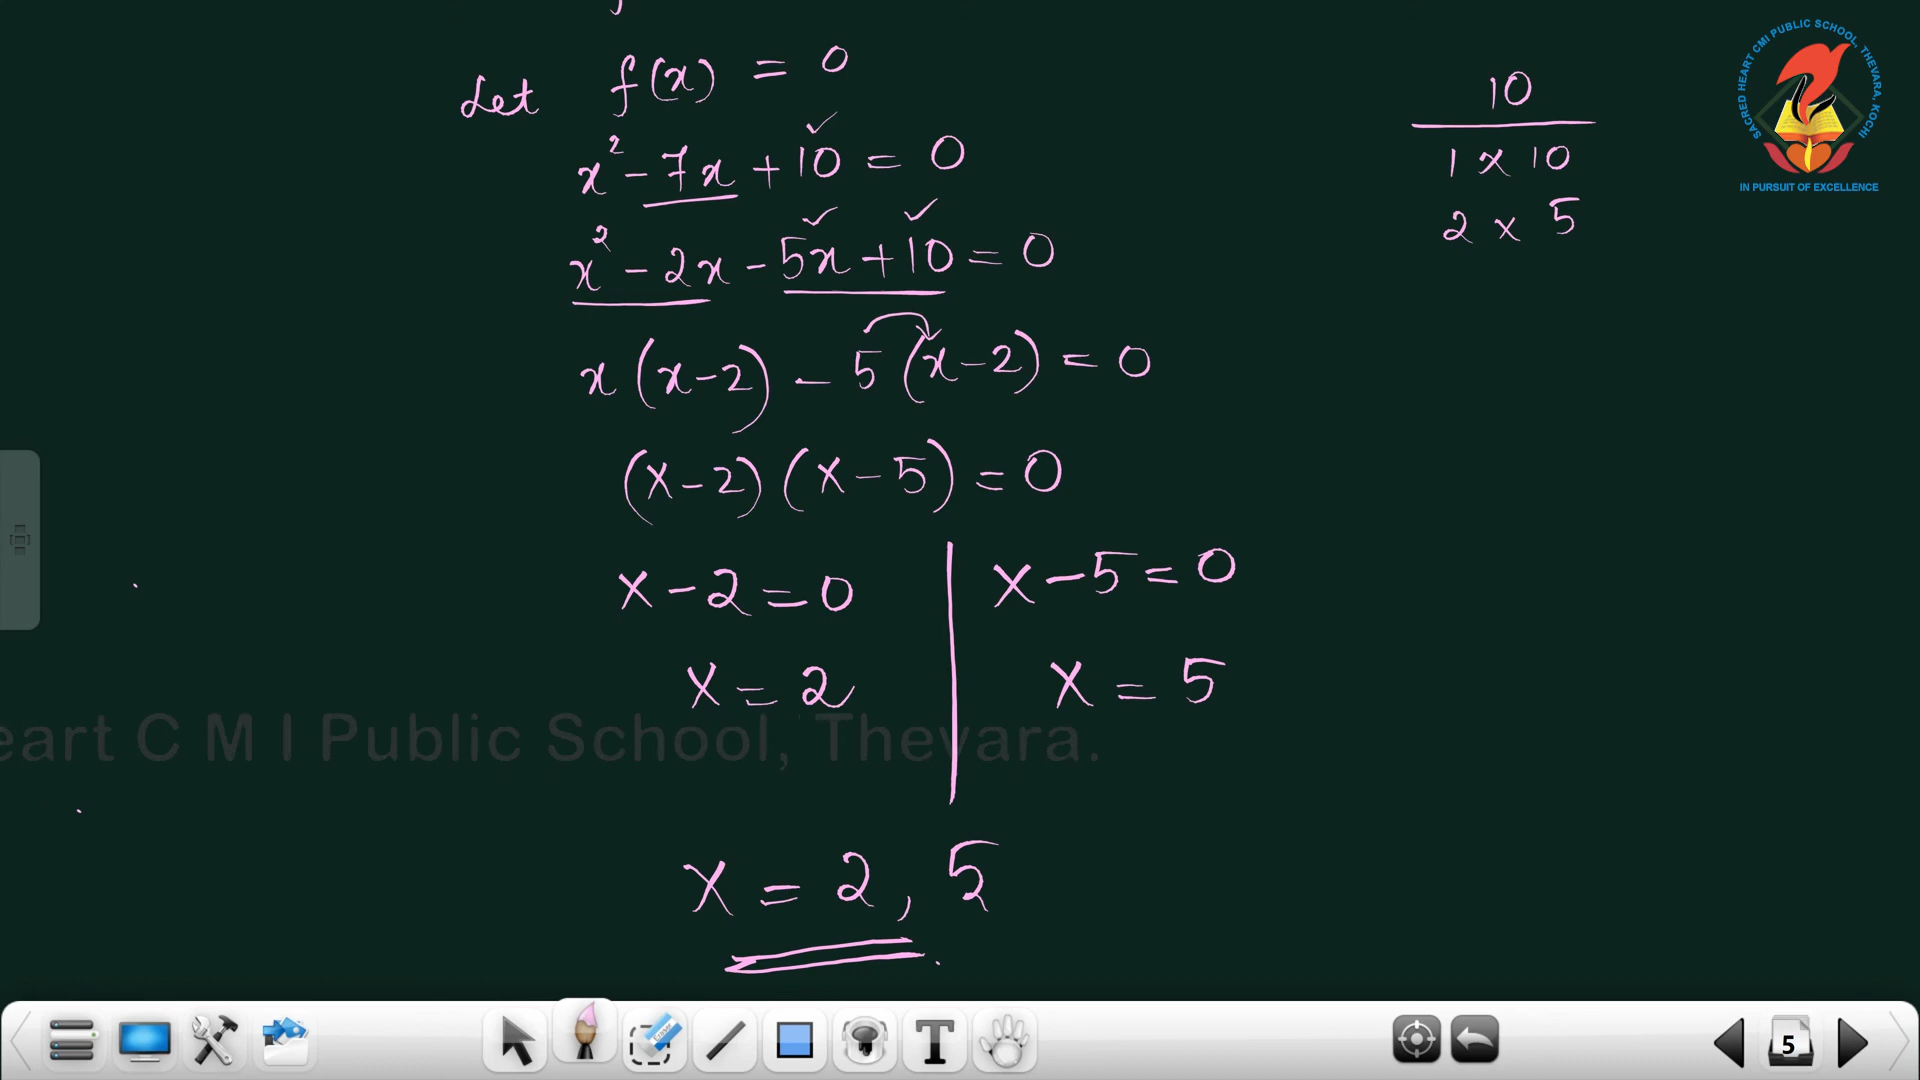 Let f(x) = 0
x² - 7x + 10 = 0
x² - 2x - 5x + 10 = 0
x(x-2) - 5(x-2) = 0
(x-2)(x-5) = 0
x-2=0
x=2
x-5=0
x=5
x = 2, 5
10
1 x 10
2 x 5
SACRED HEART CMI PUBLIC SCHOOL, THEVARA, KOCHI
IN PURSUIT OF EXCELLENCE
eart C M I Public School, Thevara.
eraser
T
5